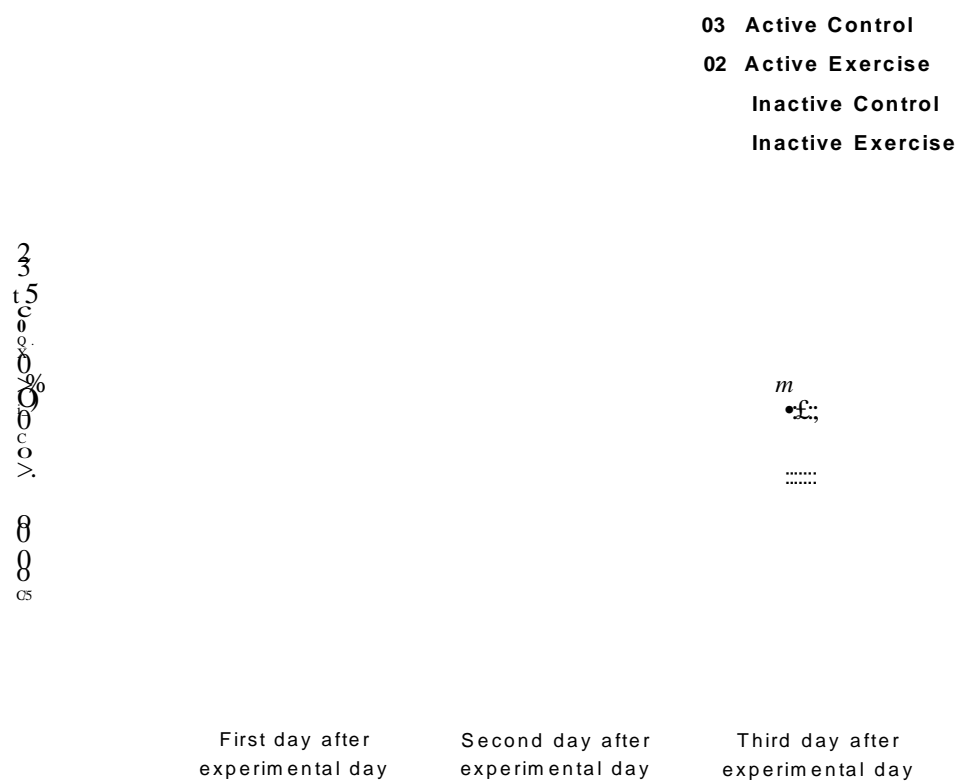 03 Active Control
02 Active Exercise
Inactive Control
Inactive Exercise
m
First day after
experimental day
Second day after
experimental day
Third day after
experimental day